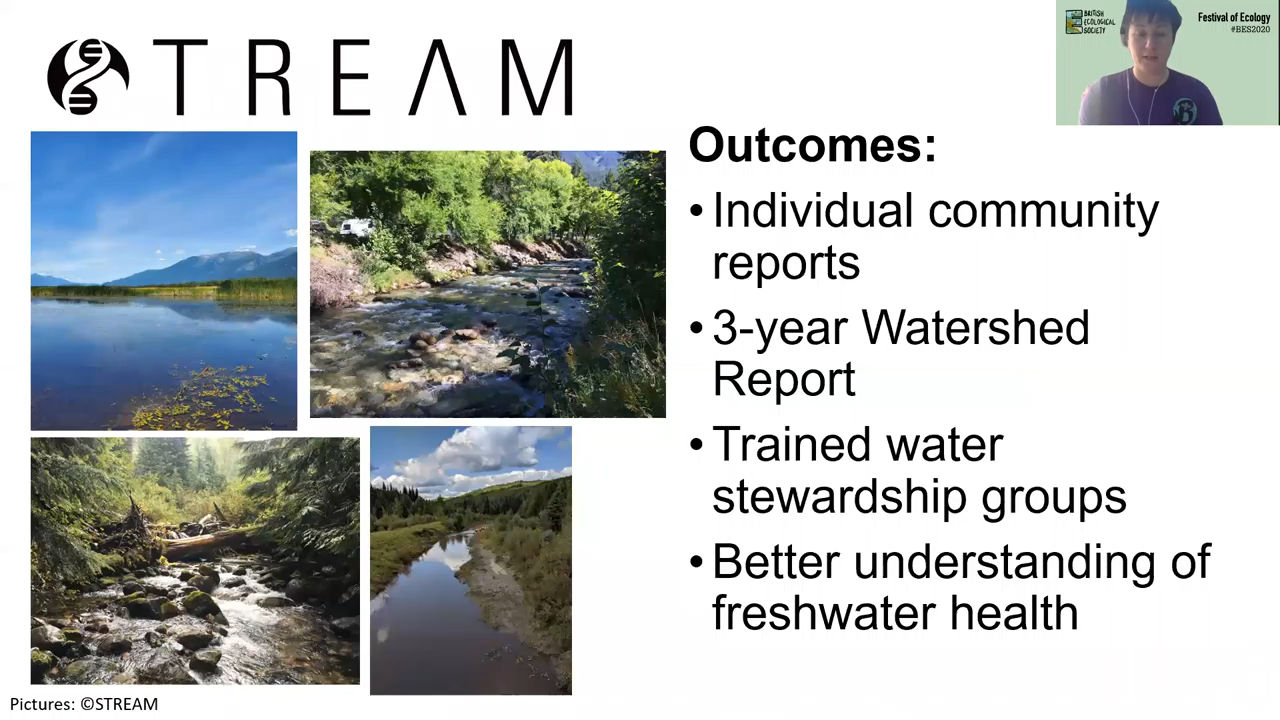 STREAM
BRITISH
ECOLOGICAL
SOCIETY
Festival of Ecology
#BES2020
Outcomes:
• Individual community
reports
• 3-year Watershed
Report
• Trained water
stewardship groups
• Better understanding of
freshwater health
Pictures: ©STREAM